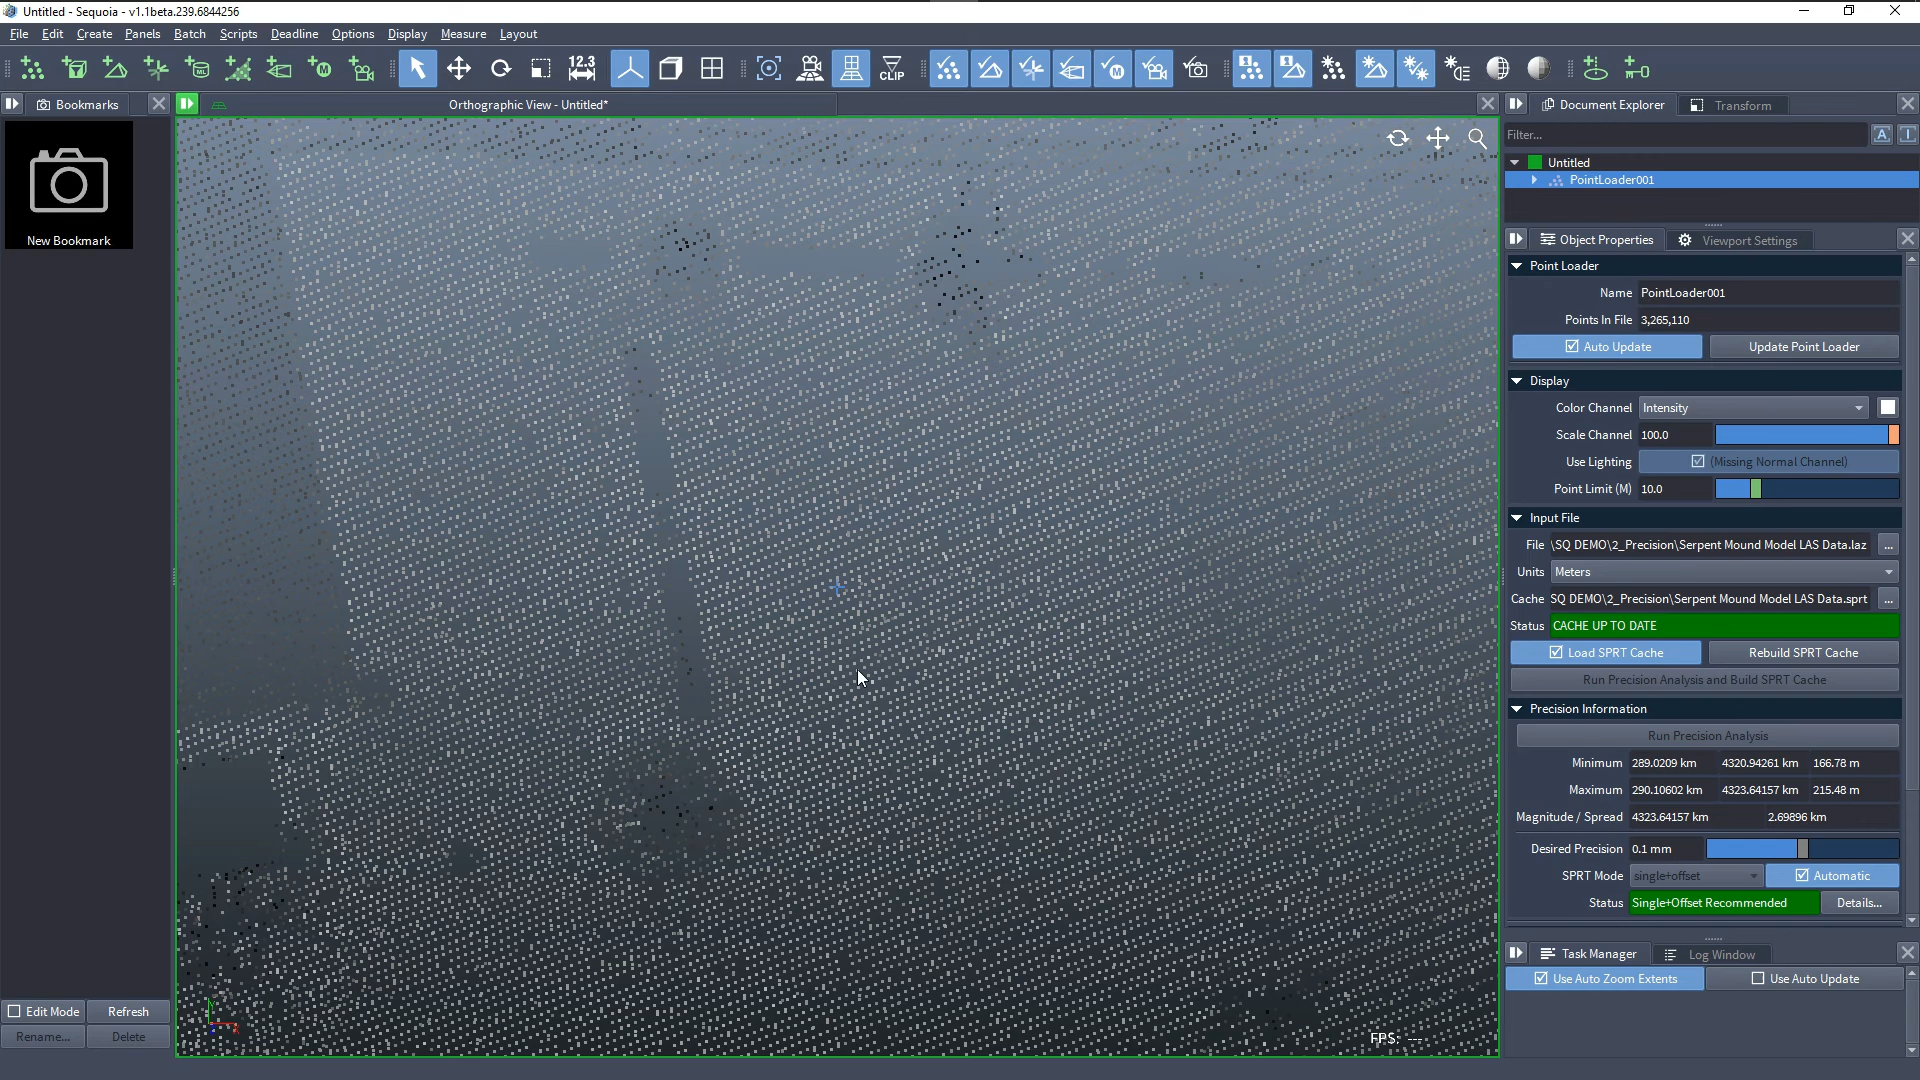 Untitled - Sequoia - v1.1beta.239.6844256
File Edit Create Panels Batch Scripts Deadline Options Display Measure Layout
12.3
CLIP
Bookmarks
Orthographic View - Untitled*
Document Explorer Transform
Filter...
A I
Untitled
PointLoader001
New Bookmark
Object Properties Viewport Settings
Point Loader
Name PointLoader001
Points In File 3,265,110
Auto Update Update Point Loader
Display
Color Channel Intensity
Scale Channel 100.0
Use Lighting (Missing Normal Channel)
Point Limit (M) 10.0
Input File
File \SQ DEMO\2_Precision\Serpent Mound Model LAS Data.laz ...
Units Meters
Cache SQ DEMO\2_Precision\Serpent Mound Model LAS Data.sprt ...
Status CACHE UP TO DATE
Load SPRT Cache Rebuild SPRT Cache
Run Precision Analysis and Build SPRT Cache
Precision Information
Run Precision Analysis
Minimum 289.0209 km 4320.94261 km 166.78 m
Maximum 290.10602 km 4323.64157 km 215.48 m
Magnitude / Spread 4323.64157 km 2.69896 km
Desired Precision 0.1 mm
SPRT Mode single+offset Automatic
Status Single+Offset Recommended Details...
Task Manager Log Window
Use Auto Zoom Extents Use Auto Update
Edit Mode Refresh
Rename... Delete
FPS: ---